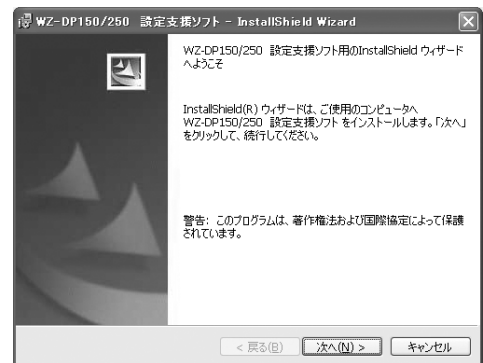 WZ-DP150/250 設定支援ソフト - InstallShield Wizard
WZ-DP150/250 設定支援ソフト用のInstallShield ウィザード
へようこそ
InstallShield(R) ウィザードは、ご使用のコンピュータへ
WZ-DP150/250 設定支援ソフト をインストールします。「次へ」
をクリックして、続行してください。
警告: このプログラムは、著作権法および国際協定によって保護
されています。
< 戻る(B)
次へ(N) >
キャンセル